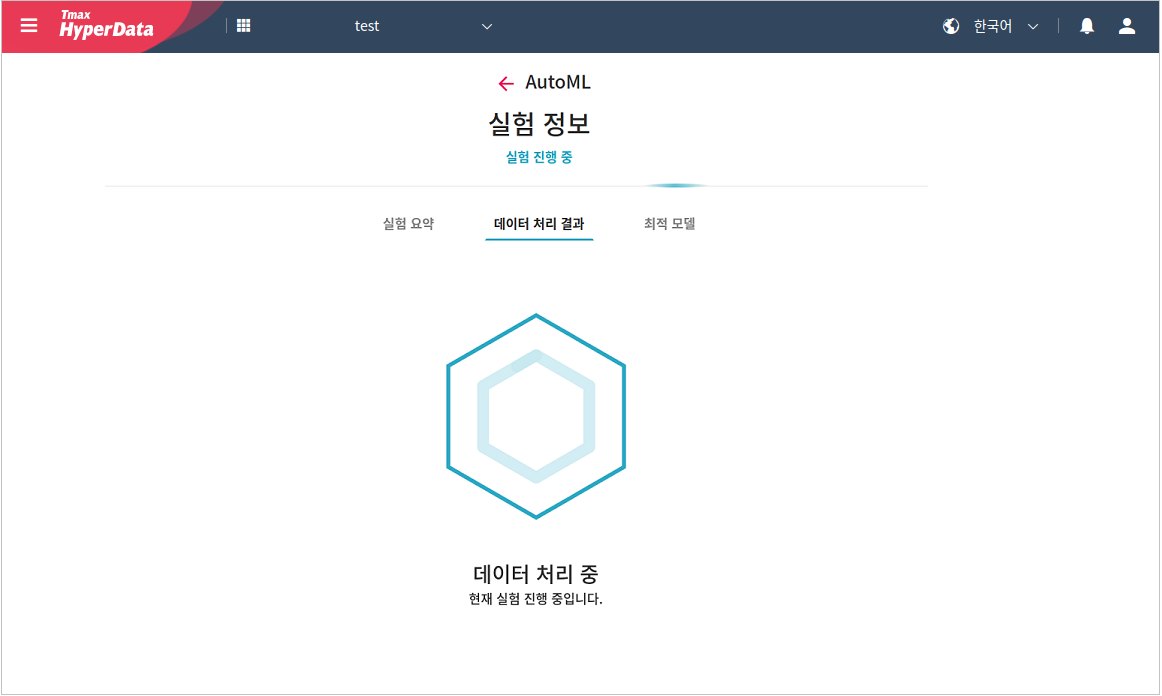 Tmax
HyperData
test
한국어
AutoML
실험 정보
실험 진행 중
실험 요약
데이터 처리 결과
최적 모델
데이터 처리 중
현재 실험 진행 중입니다.